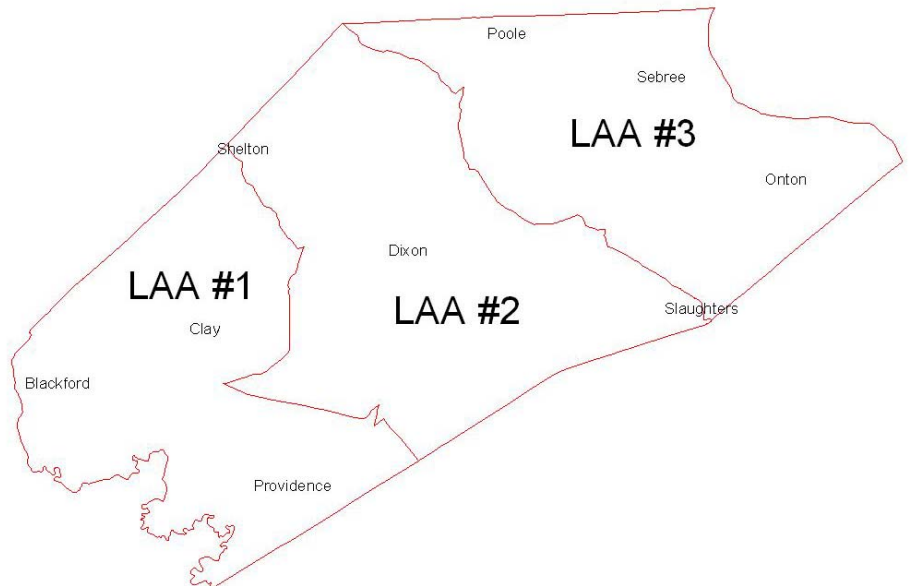 Poole
Sebree
LAA #3
Shelton
Onton
Dixon
LAA #1
LAA #2
Slaughters
Clay
Blackford
Providence